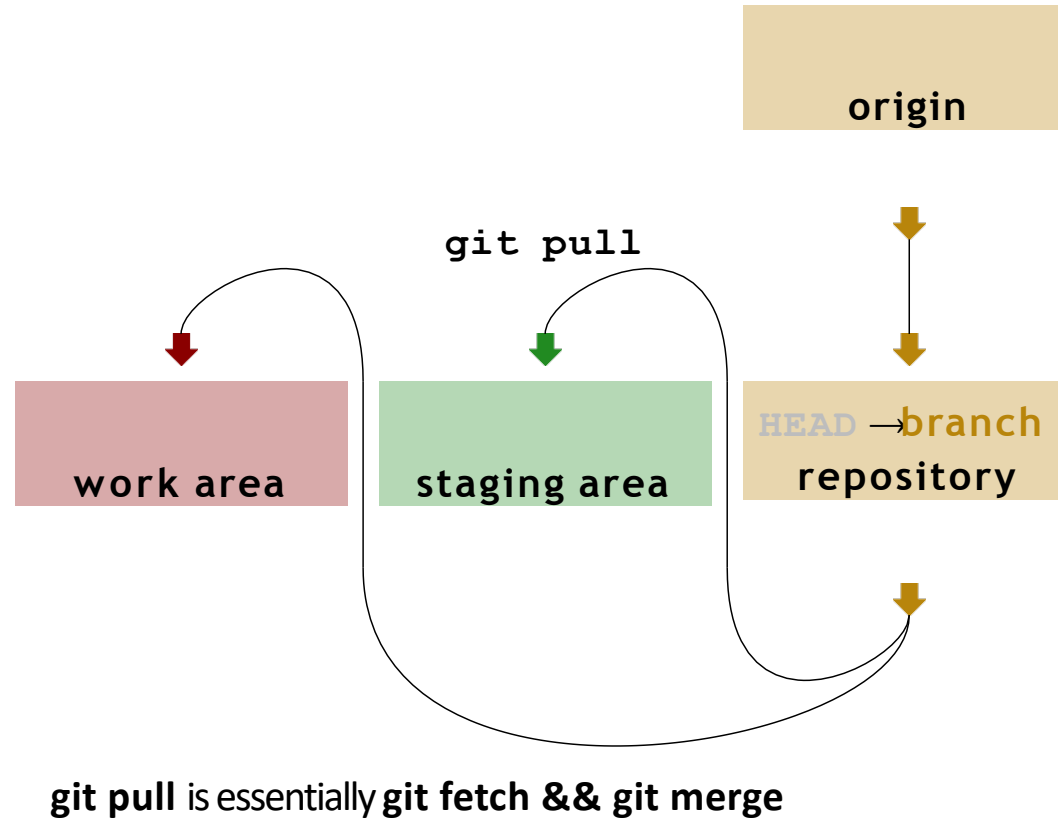 origin
git pull
HEAD →branch
work area
staging area
repository
git pull is essentially git fetch && git merge